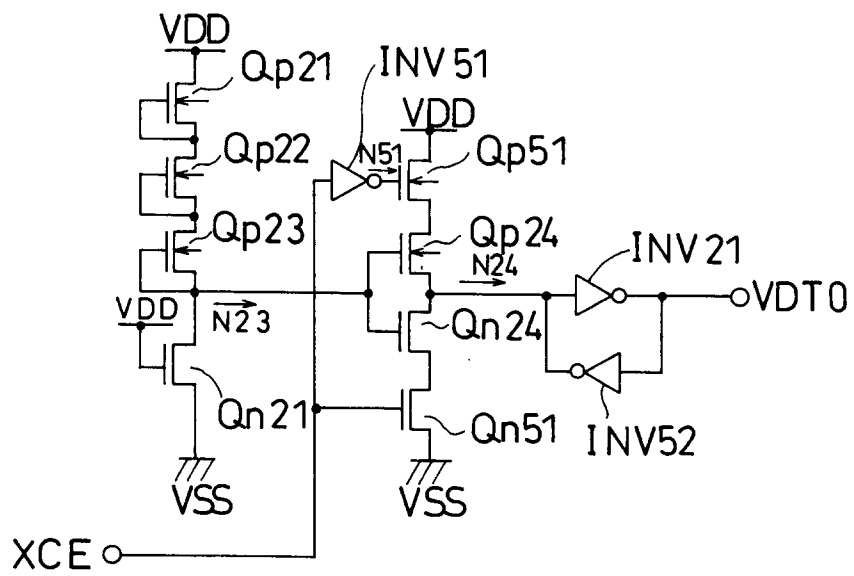 VDD
Qp21
INV51
VDD
Qp22
N51
Qp51
Qp23
Qp24
INV21
N24
VDD
N23
VDT0
Qn24
Qn21
Qn51
INV52
VSS
VSS
XCE